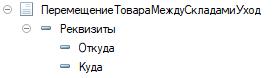 ПеремещениеТовараМеждуСкладамиУход
Реквизиты
Откуда
Куда